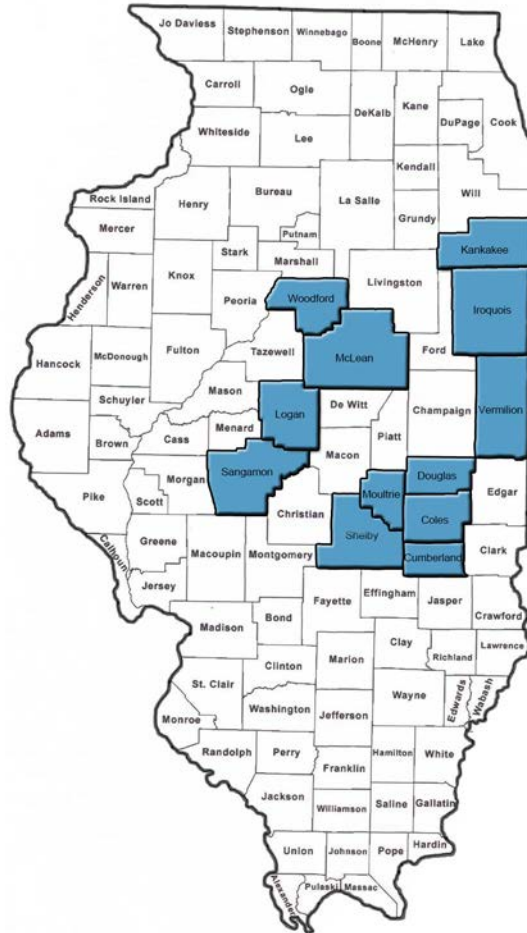 Jo Daviess
Stephenson
Winnebago
Boone
McHenry
Lake
Carroll
Ogle
DeKalb
Kane
DuPage
Cook
Whiteside
Lee
Kendall
Will
Rock Island
Henry
Bureau
La Salle
Grundy
Mercer
Putnam
Kankakee
Stark
Marshall
Henderson
Warren
Knox
Peoria
Woodford
Livingston
Iroquois
Hancock
McDonough
Fulton
Tazewell
McLean
Ford
Schuyler
Mason
Logan
De Witt
Champaign
Vermilion
Adams
Brown
Cass
Menard
Piatt
Sangamon
Macon
Douglas
Morgan
Moultrie
Edgar
Pike
Scott
Christian
Coles
Shelby
Greene
Calhoun
Macoupin
Montgomery
Cumberland
Clark
Jersey
Fayette
Effingham
Jasper
Crawford
Madison
Bond
Clay
Richland
Lawrence
Clinton
Marion
St. Clair
Wayne
Edwards
Wabash
Washington
Jefferson
Monroe
Randolph
Perry
Hamilton
White
Franklin
Jackson
Williamson
Saline
Gallatin
Union
Johnson
Pope
Hardin
Alexander
Pulaski
Massac